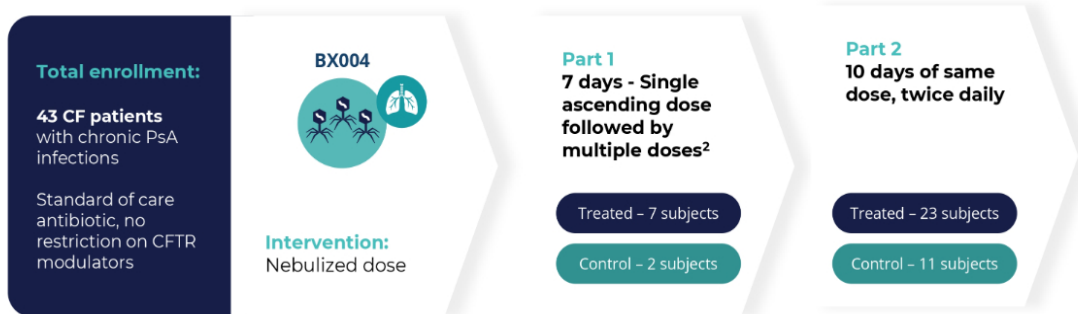 Total enrollment:
43 CF patients
with chronic PsA
infections
Standard of care
antibiotic, no
restriction on CFTR
modulators
BX004
Intervention:
Nebulized dose
Part 1
7 days - Single
ascending dose
followed by
multiple doses²
Treated – 7 subjects
Control – 2 subjects
Part 2
10 days of same
dose, twice daily
Treated – 23 subjects
Control – 11 subjects